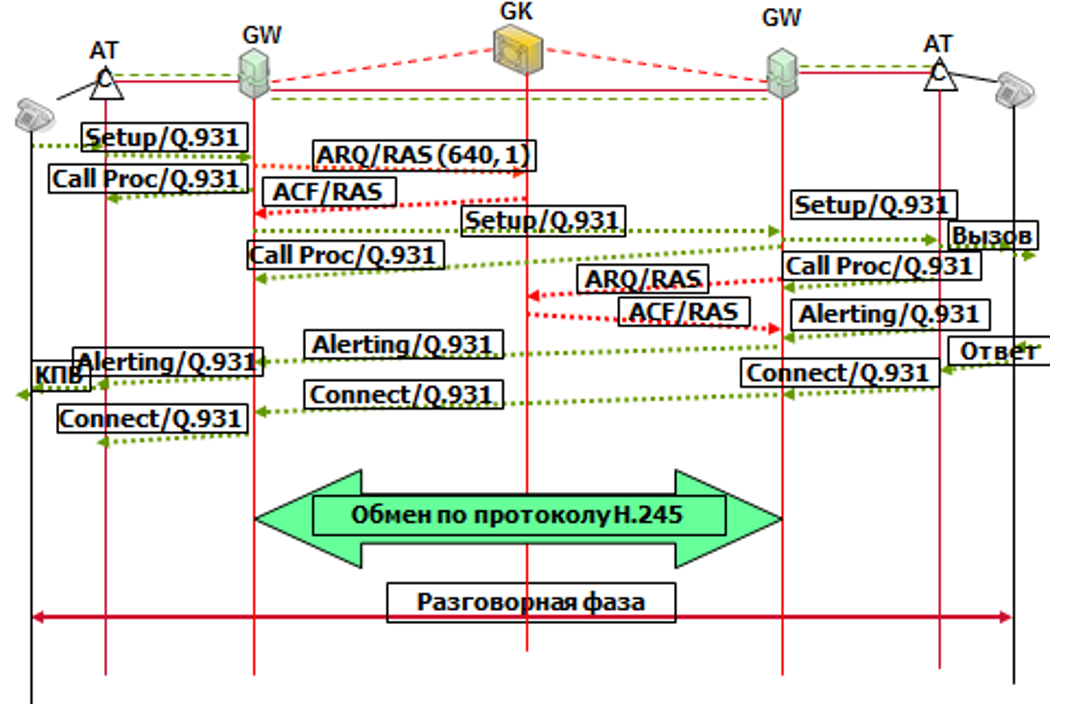 GK
GW
GW
AT
AT
C
C
Setup/Q.931
ARQ/RAS (640, 1)
Call Proc/Q.931
ACF/RAS
Setup/Q.931
Setup/Q.931
Вызов
Call Proc/Q.931
Call Proc/Q.931
ARQ/RAS
ACF/RAS
Alerting/Q.931
Alerting/Q.931
Ответ
Alerting/Q.931
КПВ
Connect/Q.931
Connect/Q.931
Connect/Q.931
Обмен по протоколу H.245
Разговорная фаза